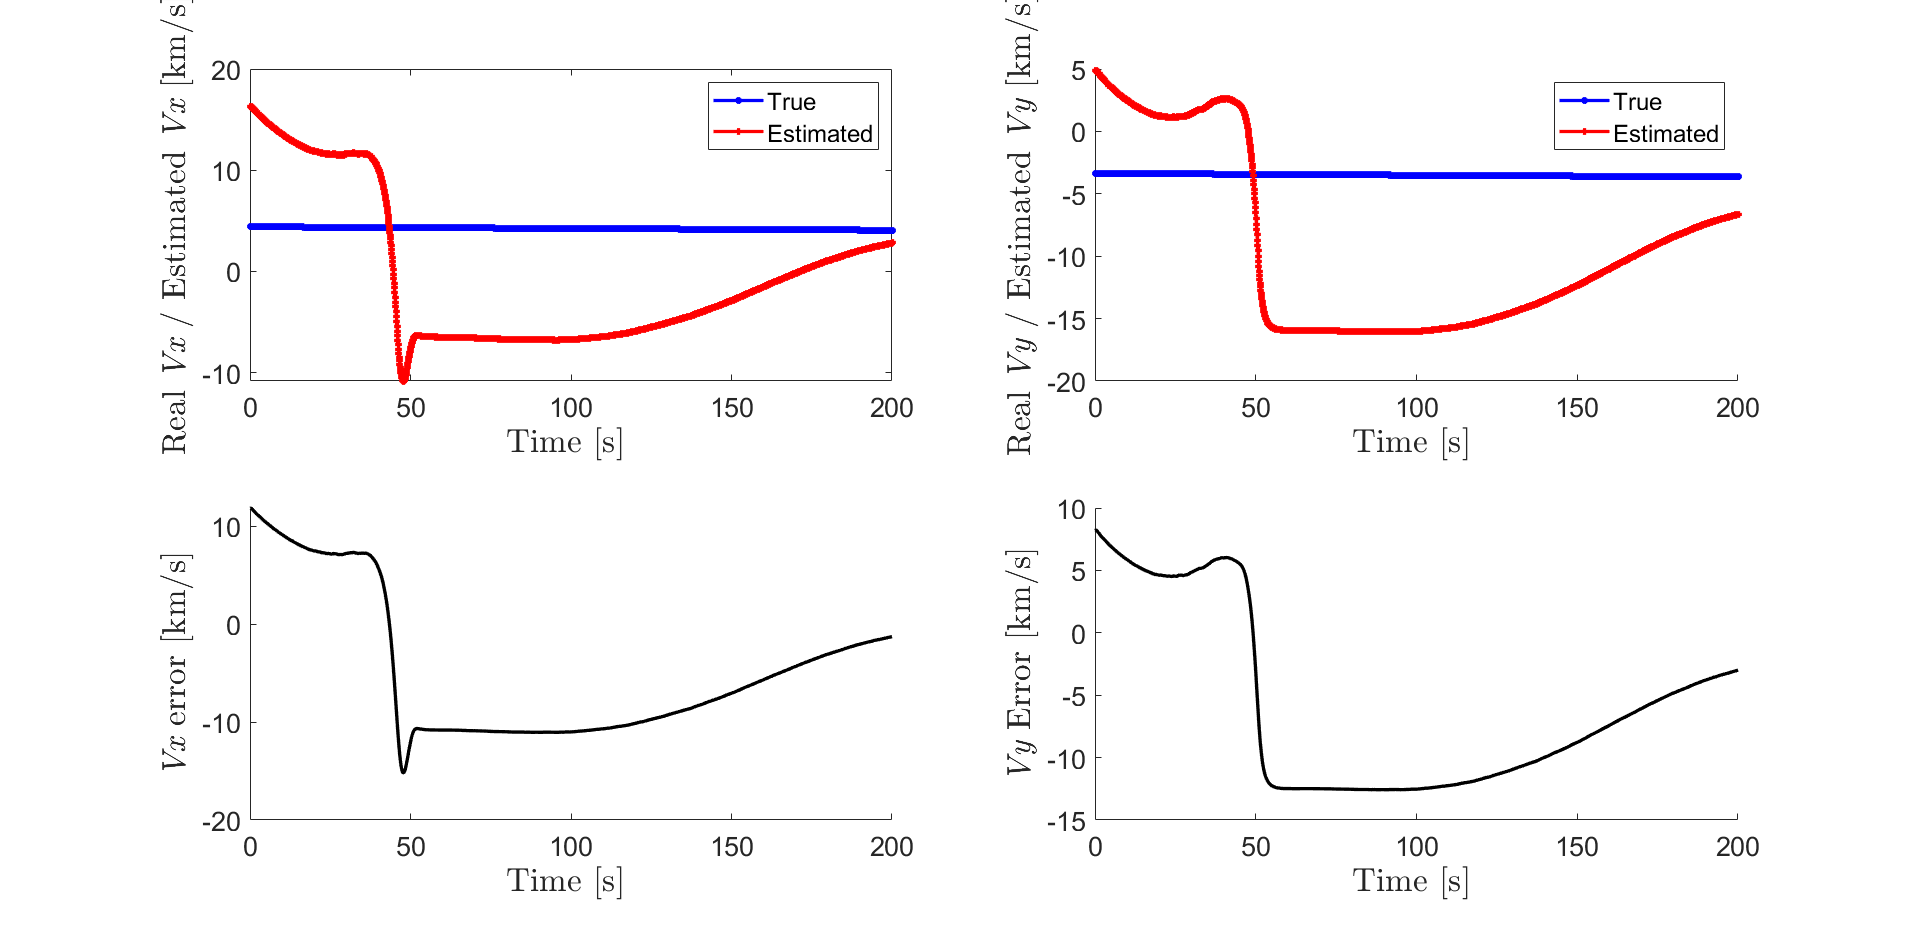 Real Vx / Estimated Vx [km/s]
20
10
0
-10
0 50 100 150 200
Time [s]
True
Estimated
Real Vy / Estimated Vy [km/s]
5
0
-5
-10
-15
-20
0 50 100 150 200
Time [s]
True
Estimated
Vx error [km/s]
10
0
-10
-20
0 50 100 150 200
Time [s]
Vy Error [km/s]
10
5
0
-5
-10
-15
0 50 100 150 200
Time [s]